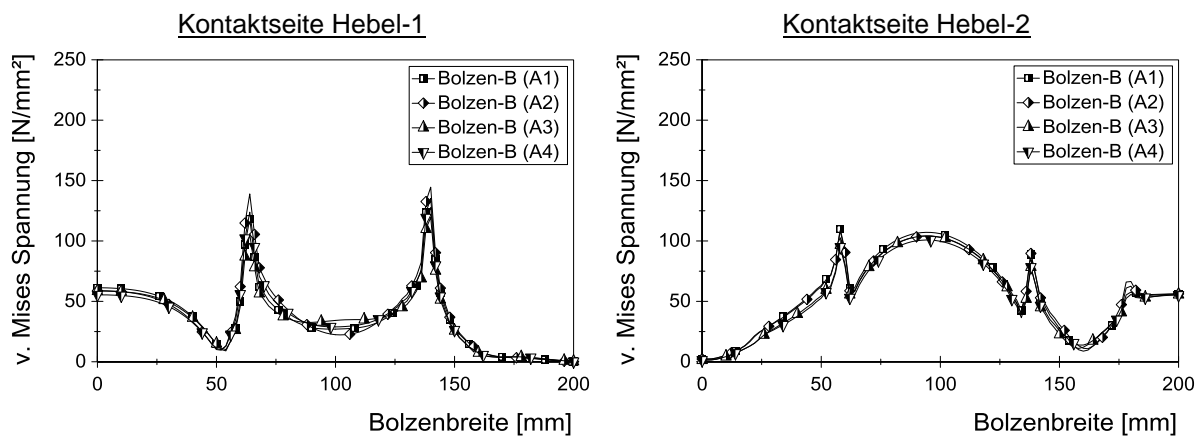 Kontaktseite Hebel-1
v. Mises Spannung [N/mm²]
250
200
150
100
50
0
Bolzen-B (A1)
Bolzen-B (A2)
Bolzen-B (A3)
Bolzen-B (A4)
0 50 100 150 200
Bolzenbreite [mm]
Kontaktseite Hebel-2
v. Mises Spannung [N/mm²]
250
200
150
100
50
0
Bolzen-B (A1)
Bolzen-B (A2)
Bolzen-B (A3)
Bolzen-B (A4)
0 50 100 150 200
Bolzenbreite [mm]